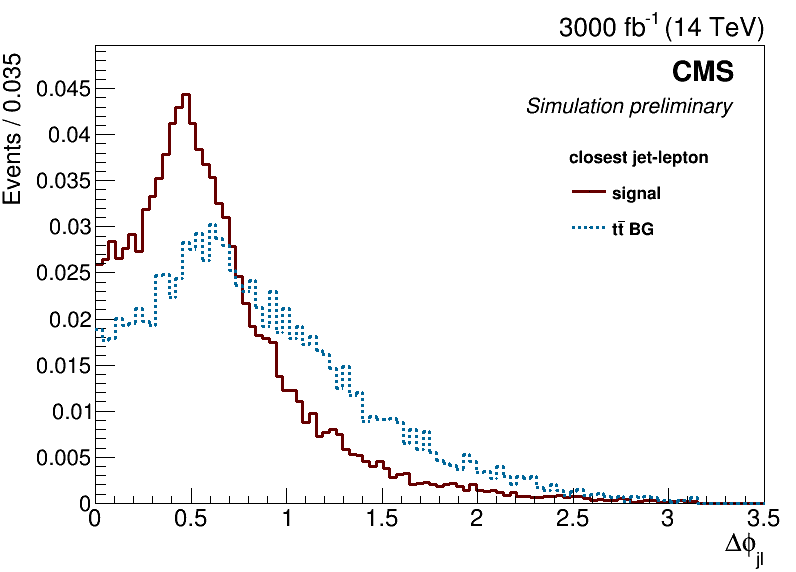 3000 fb⁻¹ (14 TeV)
Events / 0.035
CMS
Simulation preliminary
closest jet-lepton
signal
tt̄ BG
0.045
0.04
0.035
0.03
0.025
0.02
0.015
0.01
0.005
0
0 0.5 1 1.5 2 2.5 3 3.5
Δϕjl